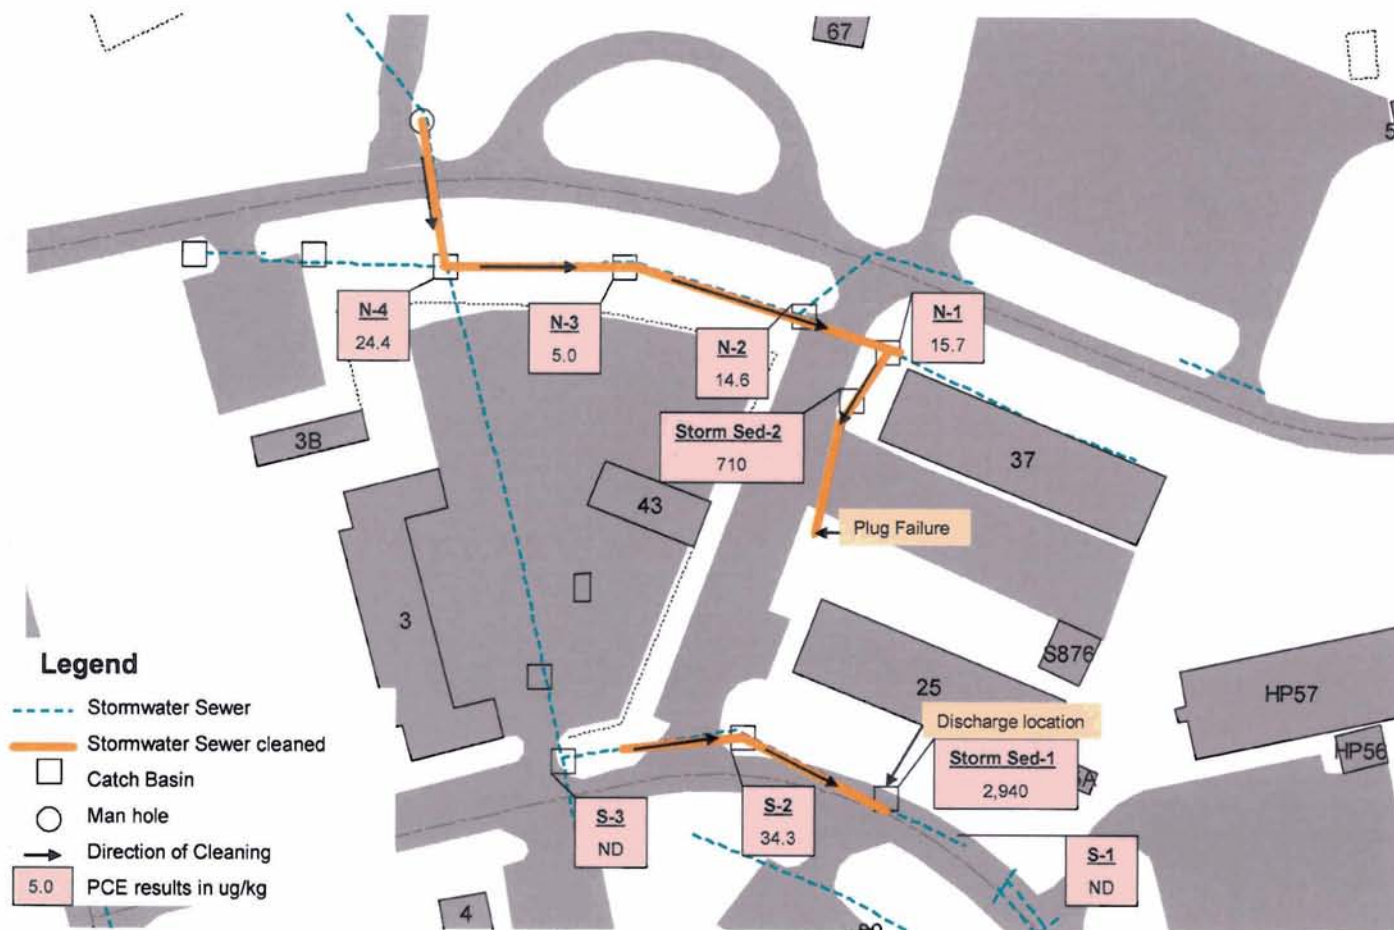 67
5
N-4
24.4
N-3
5.0
N-2
14.6
N-1
15.7
Storm Sed-2
710
3B
43
37
Plug Failure
3
S876
25
HP57
HP56
Discharge location
Storm Sed-1
2,940
S-3
ND
S-2
34.3
S-1
ND
4
Legend
Stormwater Sewer
Stormwater Sewer cleaned
Catch Basin
Man hole
Direction of Cleaning
5.0 PCE results in ug/kg